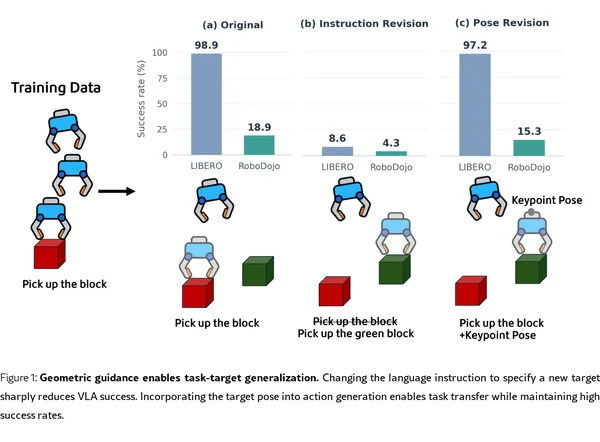 (a) Original
(b) Instruction Revision
(c) Pose Revision
Success rate (%)
100
75
50
25
0
98.9
18.9
LIBERO
RoboDojo
8.6
4.3
LIBERO
RoboDojo
97.2
15.3
LIBERO
RoboDojo
Training Data
Pick up the block
Pick up the block
Pick up the block
Pick up the green block
Keypoint Pose
Pick up the block
+Keypoint Pose
Figure 1: Geometric guidance enables task-target generalization. Changing the language instruction to specify a new target
sharply reduces VLA success. Incorporating the target pose into action generation enables task transfer while maintaining high
success rates.